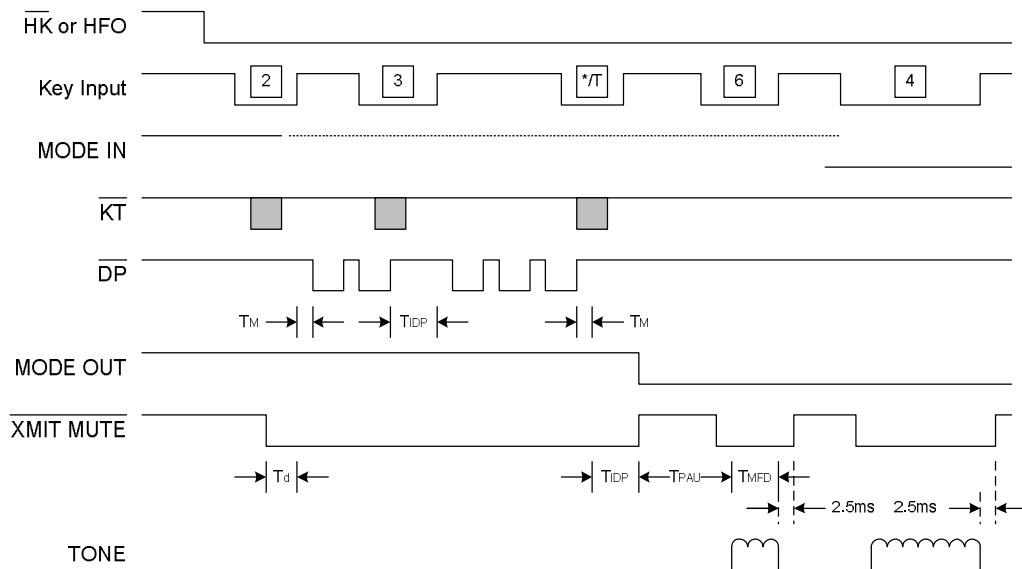 HK or HFO
Key Input 2 3 */T 6 4
MODE IN
KT
DP
TM TIDP TM
MODE OUT
XMIT MUTE
Td TIDP TPAU TMFD
2.5ms 2.5ms
TONE